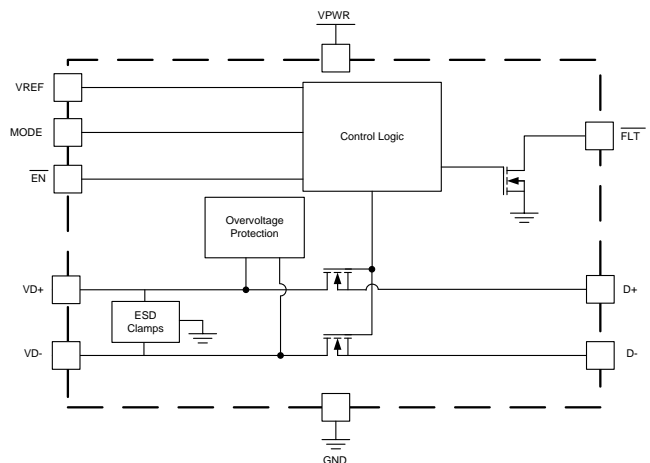 VPWR
VREF
MODE
Control Logic
FLT
EN
Overvoltage
Protection
VD+
D+
ESD
Clamps
VD-
D-
GND